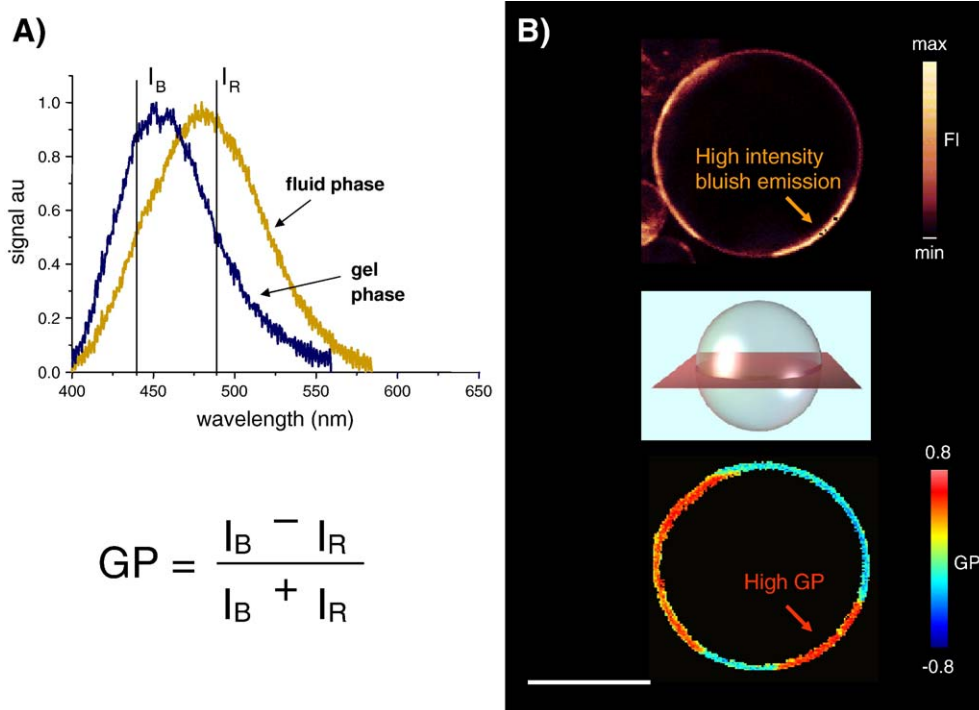 A)
I_B I_R
1.0
0.8
0.6
0.4
0.2
0.0
signal au
fluid phase
gel
phase
400 450 500 550 600 650
wavelength (nm)
GP = I_B - I_R
I_B + I_R
B)
max
FI
min
High intensity
bluish emission
0.8
GP
-0.8
High GP